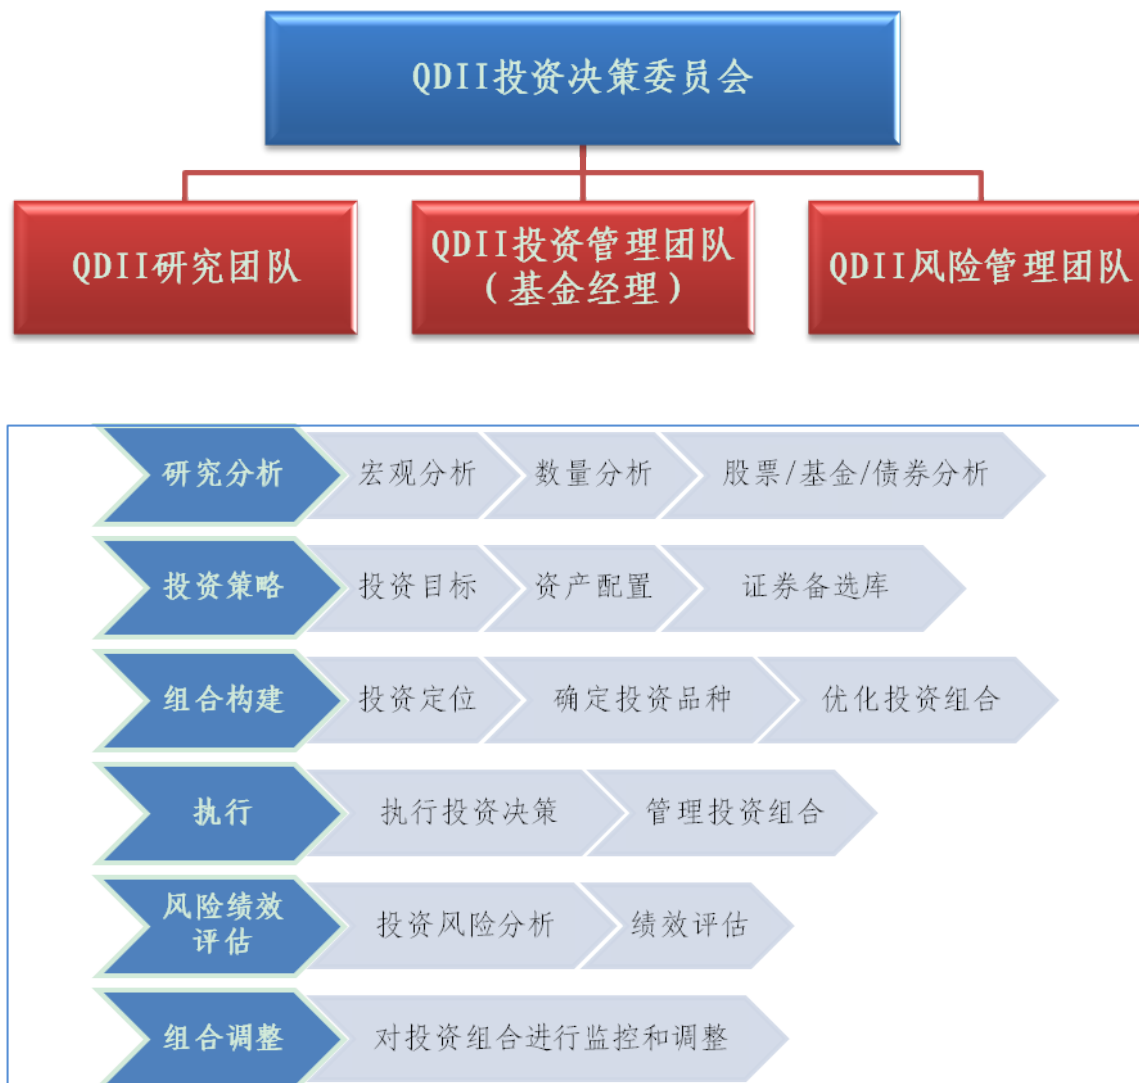 QDII投资决策委员会
QDII研究团队
QDII投资管理团队
（基金经理）
QDII风险管理团队
研究分析 宏观分析 数量分析 股票/基金/债券分析
投资策略 投资目标 资产配置 证券备选库
组合构建 投资定位 确定投资品种 优化投资组合
执行 执行投资决策 管理投资组合
风险绩效
评估 投资风险分析 绩效评估
组合调整 对投资组合进行监控和调整